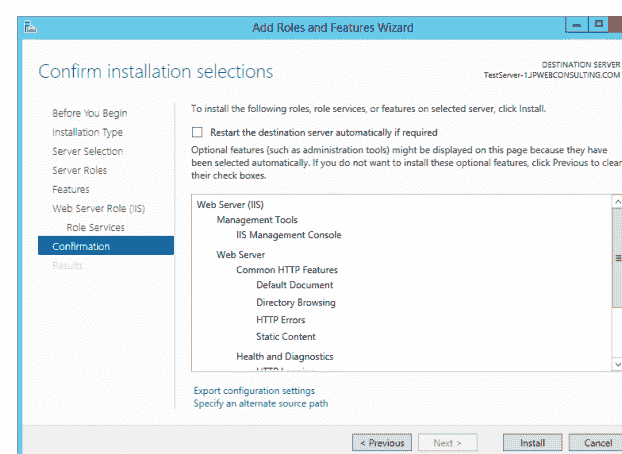 Add Roles and Features Wizard
Confirm installation selections
DESTINATION SERVER
TestServer-1.JPWEBCONSULTING.COM
Before You Begin
Installation Type
Server Selection
Server Roles
Features
Web Server Role (IIS)
Role Services
Confirmation
Results
To install the following roles, role services, or features on selected server, click Install.
Restart the destination server automatically if required
Optional features (such as administration tools) might be displayed on this page because they have
been selected automatically. If you do not want to install these optional features, click Previous to clear
their check boxes.
Web Server (IIS)
Management Tools
IIS Management Console
Web Server
Common HTTP Features
Default Document
Directory Browsing
HTTP Errors
Static Content
Health and Diagnostics
Export configuration settings
Specify an alternate source path
< Previous
Next >
Install
Cancel